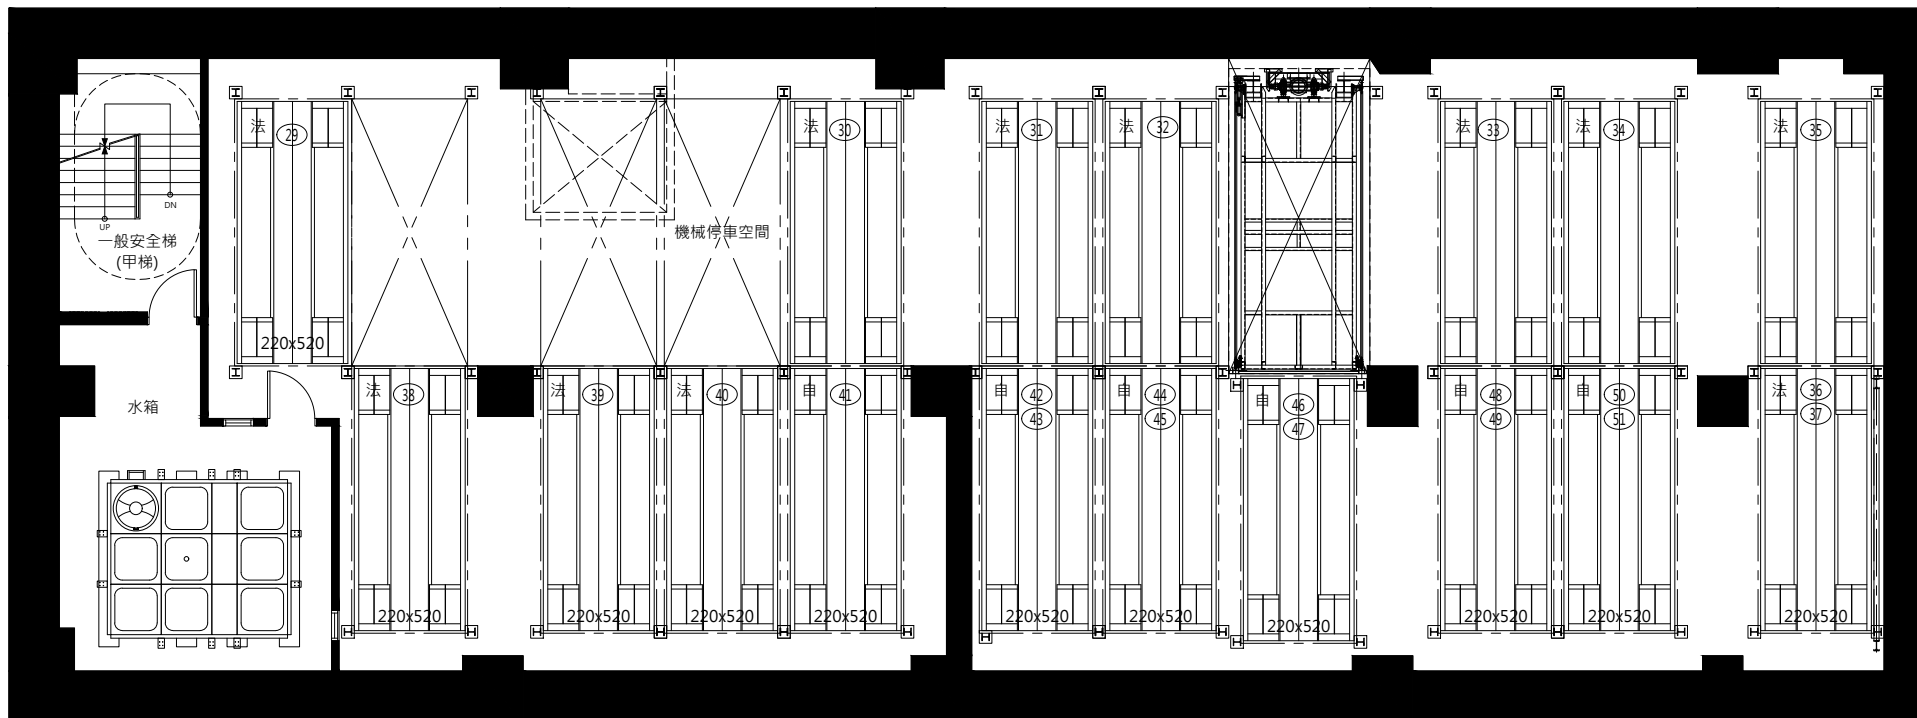 法 29
法 30
法 31
法 32
法 33
法 34
法 35
DN
UP
一般安全梯
(甲梯)
機械停車空間
220x520
水箱
法 38
法 39
法 40
自 41
自 42
43
自 44
45
自 46
47
自 48
49
自 50
51
法 36
37
220x520
220x520
220x520
220x520
220x520
220x520
220x520
220x520
220x520
220x520